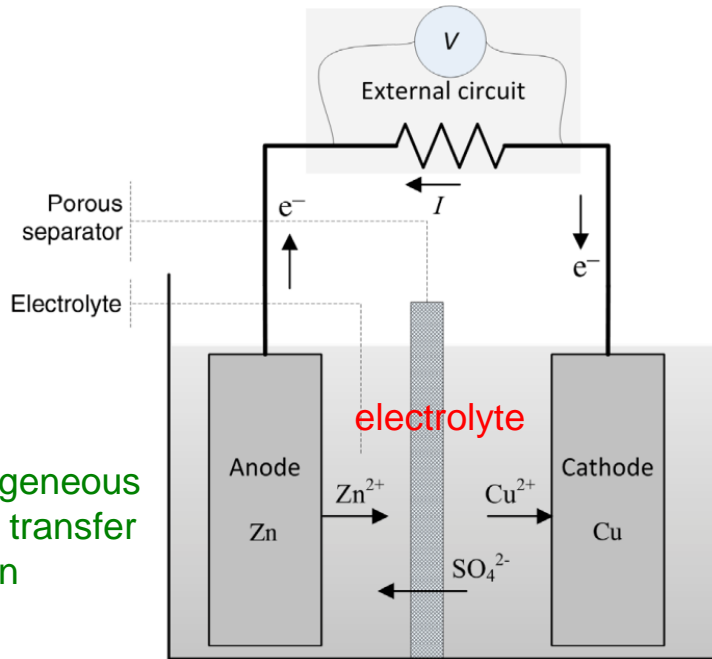 V
External circuit
I
Porous
separator
e⁻
e⁻
Electrolyte
electrolyte
Anode
Zn
Zn²⁺
Cu²⁺
Cathode
Cu
SO₄²⁻
geneous
transfer
n